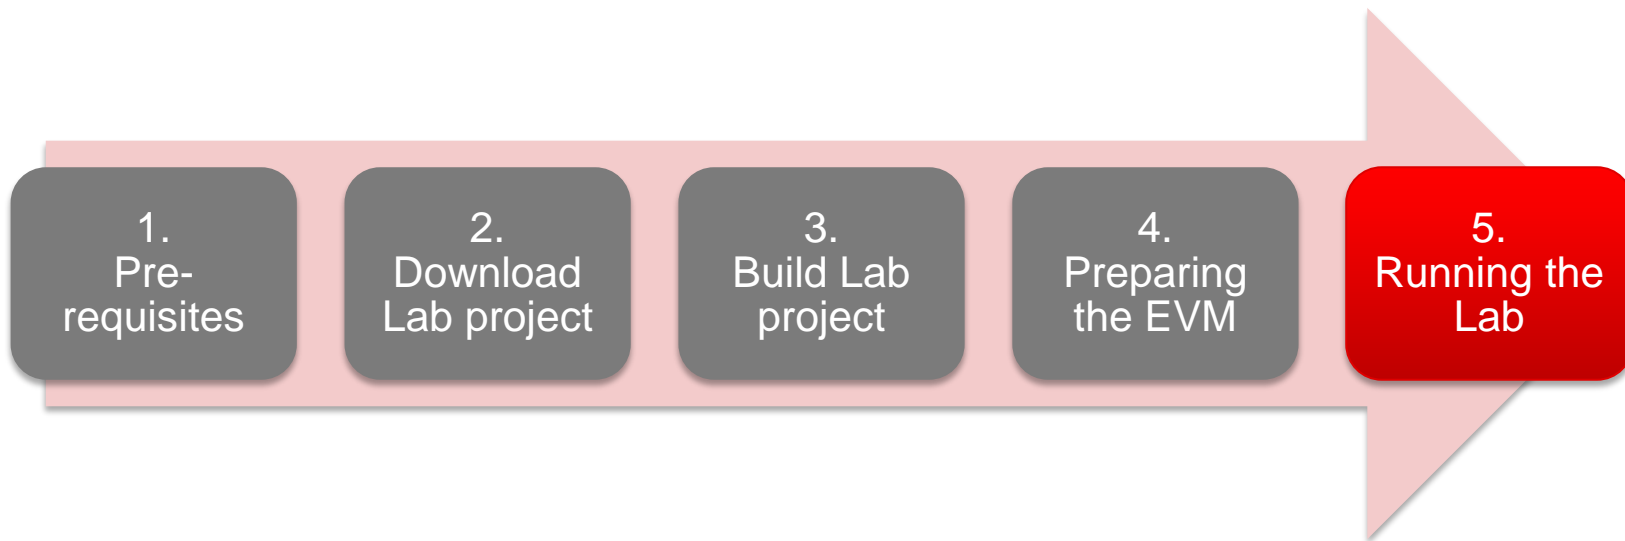 1.
Pre-
requisites
2.
Download
Lab project
3.
Build Lab
project
4.
Preparing
the EVM
5.
Running the
Lab